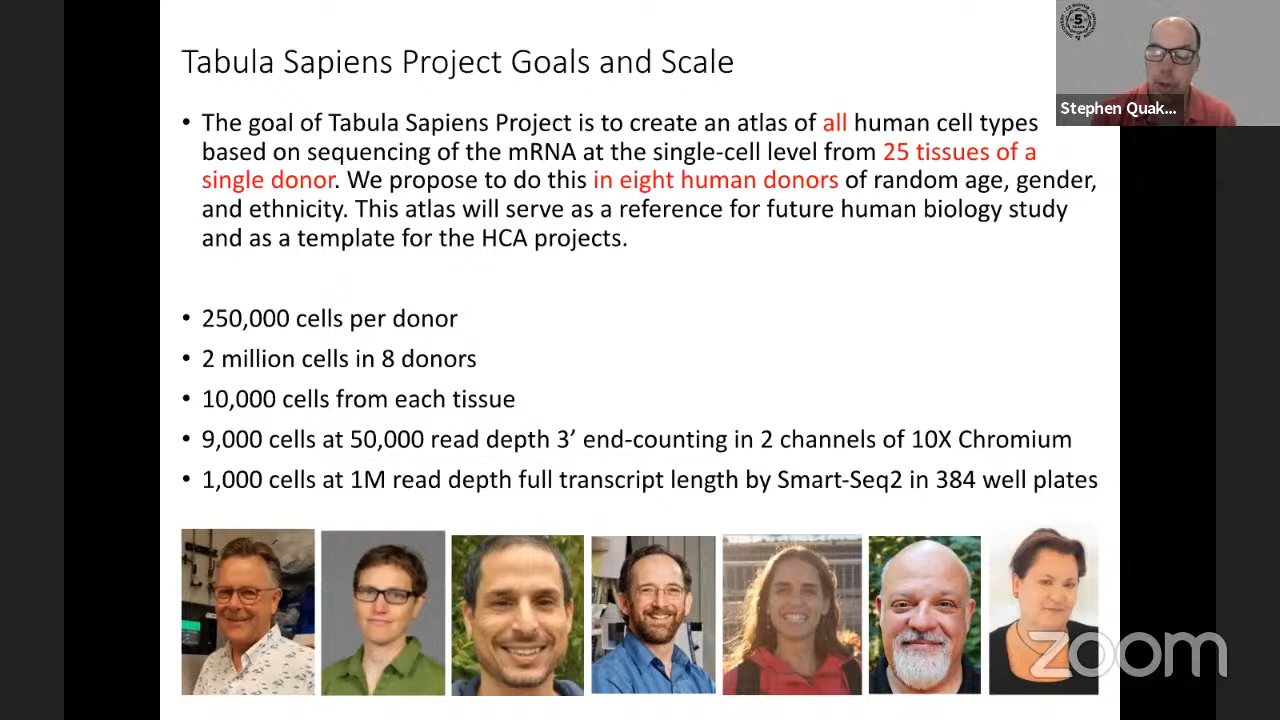 Tabula Sapiens Project Goals and Scale
• The goal of Tabula Sapiens Project is to create an atlas of all human cell types
based on sequencing of the mRNA at the single-cell level from 25 tissues of a
single donor. We propose to do this in eight human donors of random age, gender,
and ethnicity. This atlas will serve as a reference for future human biology study
and as a template for the HCA projects.
• 250,000 cells per donor
• 2 million cells in 8 donors
• 10,000 cells from each tissue
• 9,000 cells at 50,000 read depth 3’ end-counting in 2 channels of 10X Chromium
• 1,000 cells at 1M read depth full transcript length by Smart-Seq2 in 384 well plates
5
YEARS
Stephen Quak...
zoom